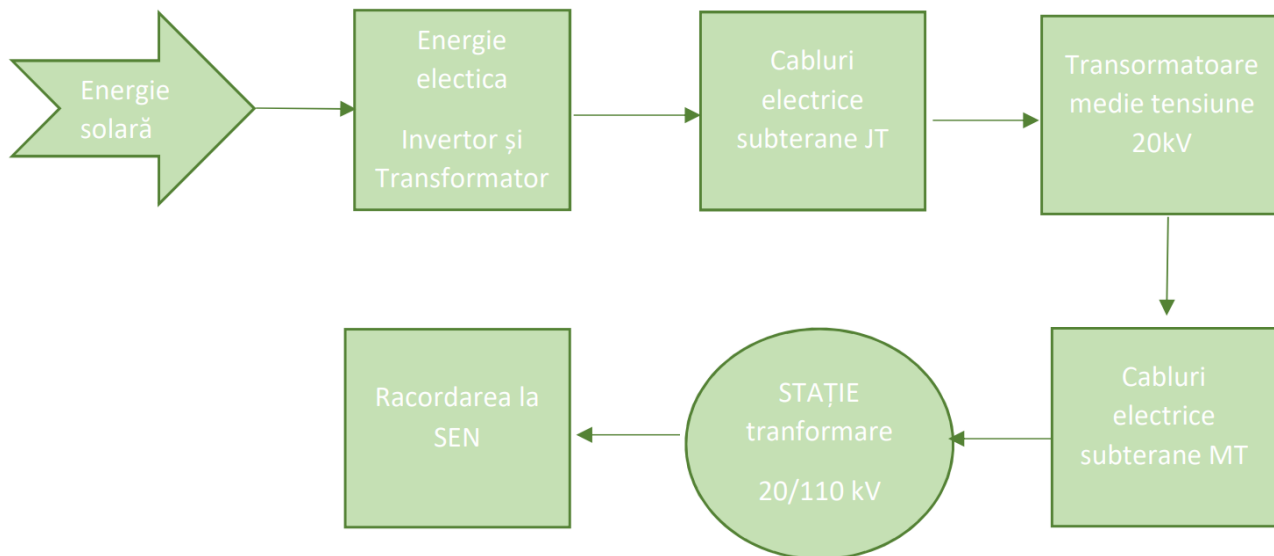 Energie
solară
Energie
electica
Invertor și
Transformator
Cabluri
electrice
subterane JT
Transormatoare
medie tensiune
20kV
Cabluri
electrice
subterane MT
STAȚIE
tranformare
20/110 kV
Racordarea la
SEN